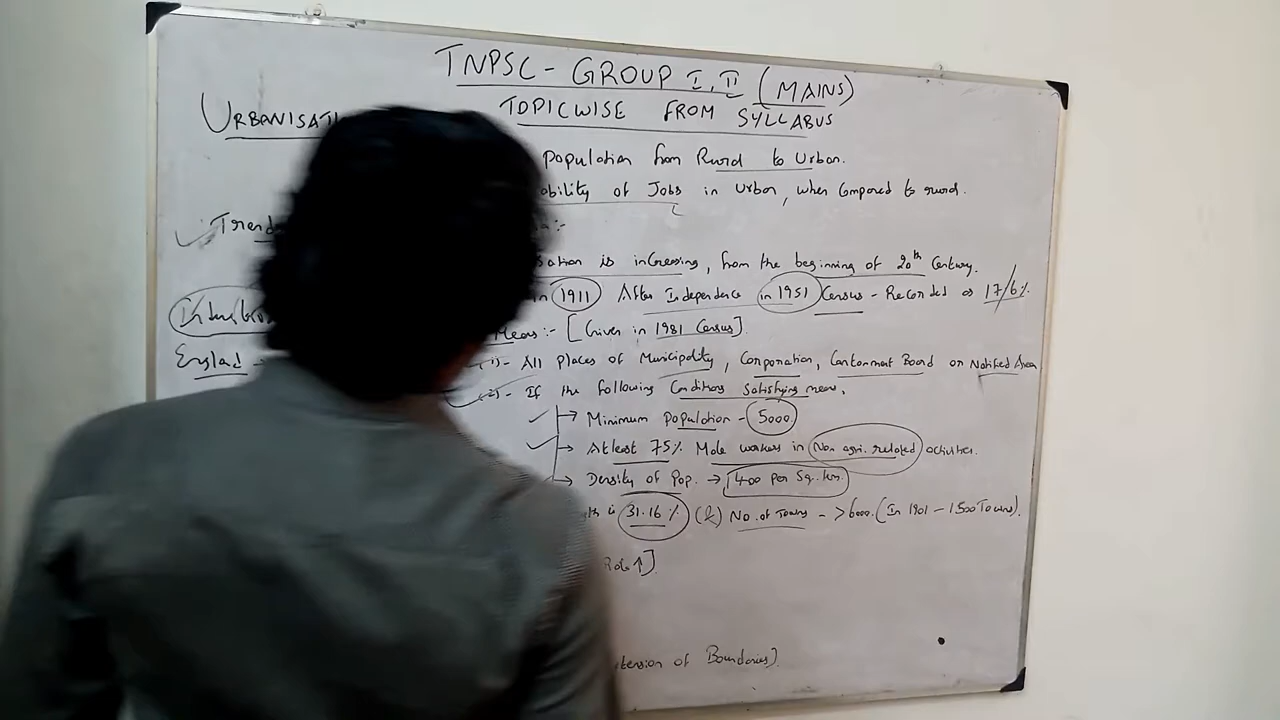 TNPSC - GROUP I, II (MAINS)
TOPICWISE FROM SYLLABUS
URBANISATI
population from Rural to Urban.
ability of Jobs in Urban, when Compared to rural.
Trend
sation is increasing, from the beginning of 20th Century.
in 1911 After Independence in 1951 Census - Recorded as 17/6%
Means :- [Given in 1981 Census].
England
(1) - All places of Municipality, Corporation, Cantonment Board or Notified Area
(2) - If the following Conditions Satisfying means,
→ Minimum population - 5000
→ Atleast 75% Male workers in Non agri. related activities.
→ Density of Pop. → 400 per Sq. km.
is 31.16% (&) No. of Towns - >6000. (In 1901 - 1500 Towns).
Role ↑]
tension of Boundaries]